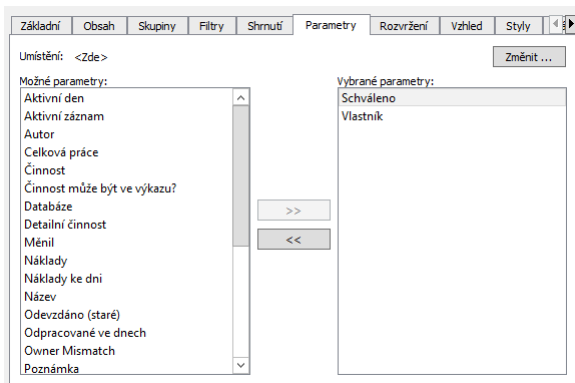 Základní Obsah Skupiny Filtry Shrnutí Parametry Rozvržení Vzhled Styly
Umístění: <Zde> Změnit ...
Možné parametry: Vybrané parametry:
Aktivní den Schváleno
Aktivní záznam Vlastník
Autor
Celková práce
Činnost
Činnost může být ve výkazu?
Databáze
Detailní činnost
Měnil
Náklady
Náklady ke dni
Název
Odevzdáno (staré)
Odpracované ve dnech
Owner Mismatch
Poznámka
>>
<<